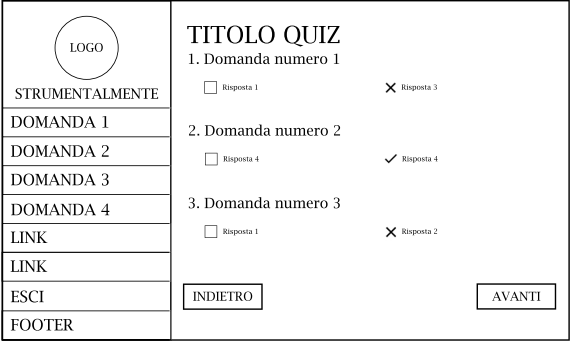 LOGO
STRUMENTALMENTE
DOMANDA 1
DOMANDA 2
DOMANDA 3
DOMANDA 4
LINK
LINK
ESCI
FOOTER
TITOLO QUIZ
1. Domanda numero 1
Risposta 1 Risposta 3
2. Domanda numero 2
Risposta 4 Risposta 4
3. Domanda numero 3
Risposta 1 Risposta 2
INDIETRO AVANTI